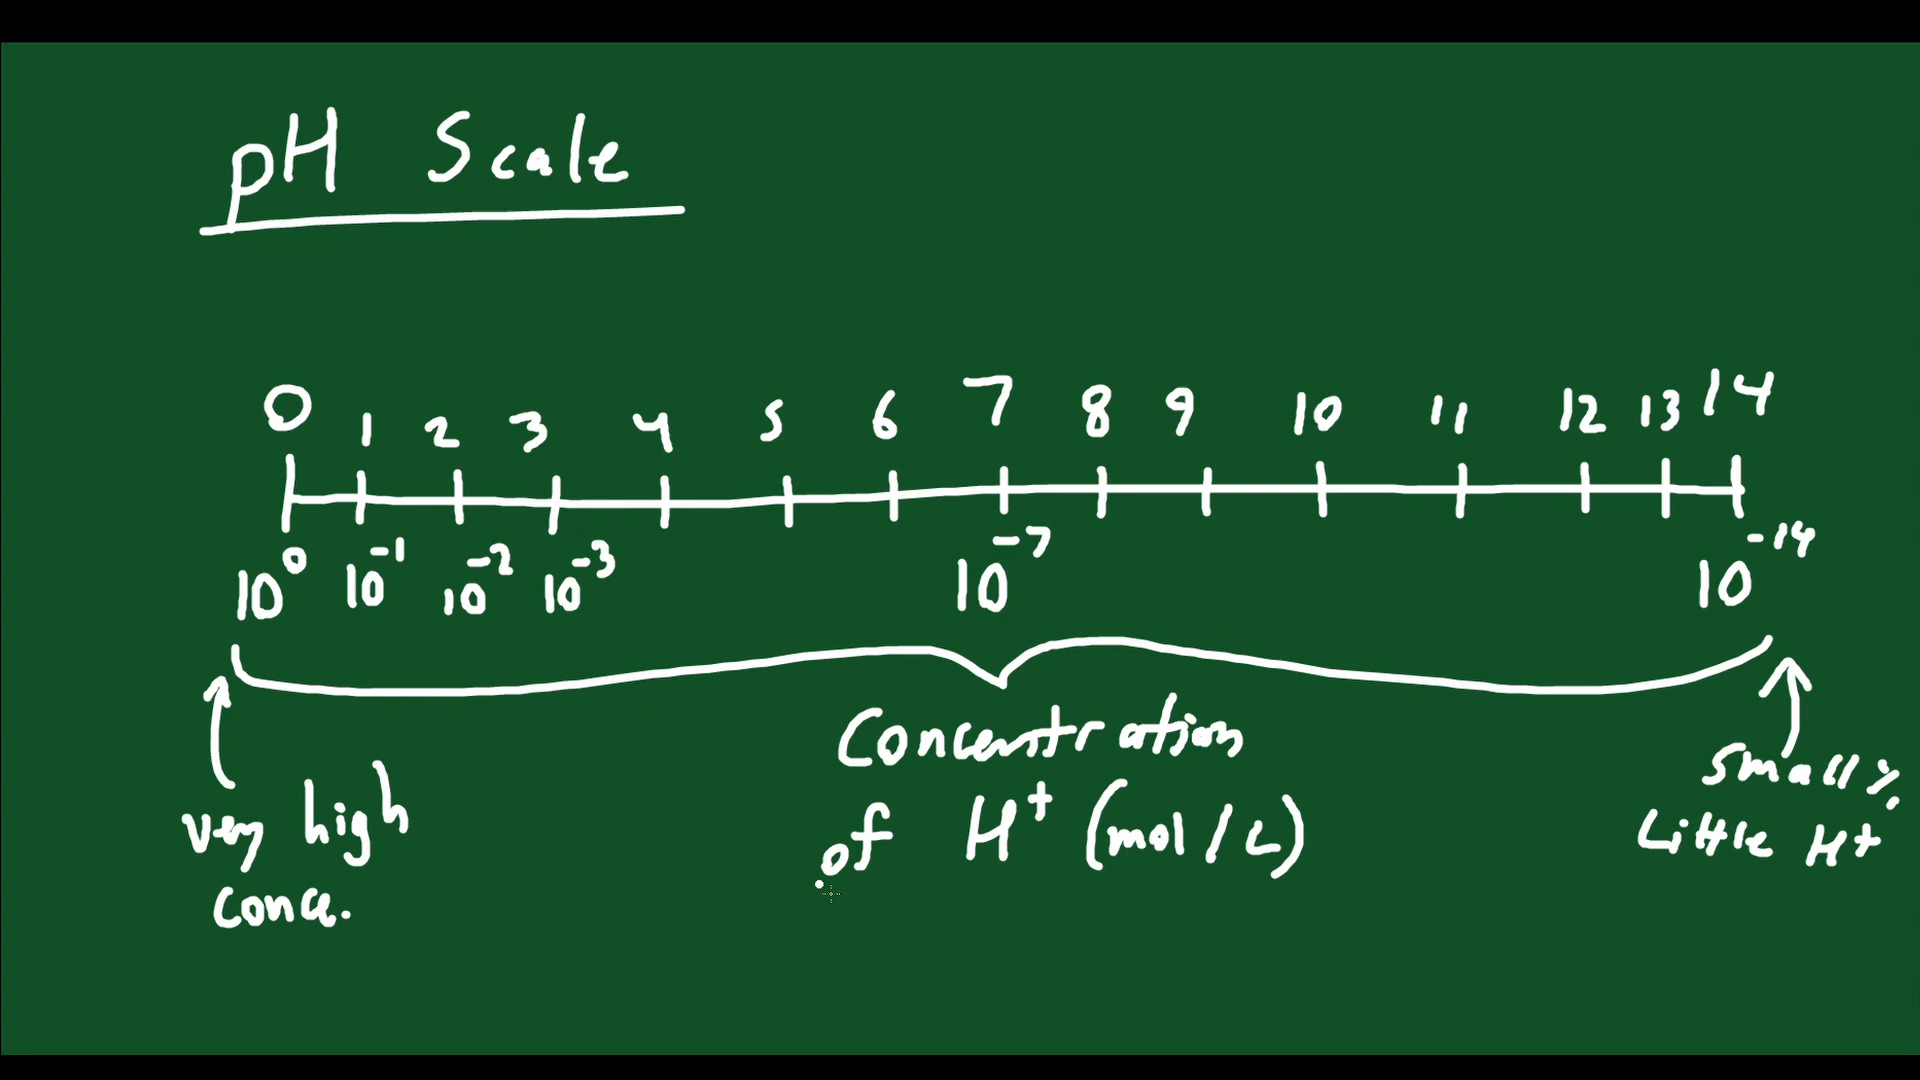 pH Scale
0 1 2 3 4 5 6 7 8 9 10 11 12 13 14
10⁰ 10⁻¹ 10⁻² 10⁻³ 10⁻⁷ 10⁻¹⁴
Concentration
of H⁺ (mol/L)
very high
conc.
small
Little H⁺